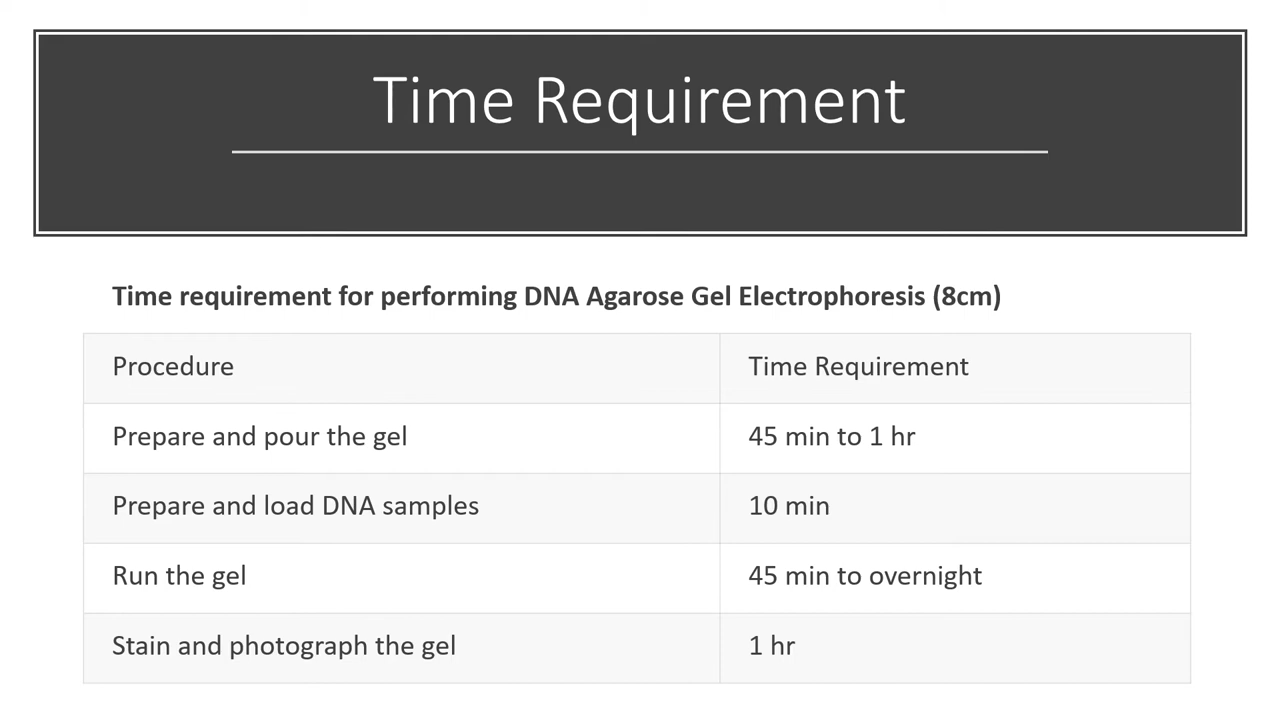 Time Requirement
Time requirement for performing DNA Agarose Gel Electrophoresis (8cm)
Procedure Time Requirement
Prepare and pour the gel 45 min to 1 hr
Prepare and load DNA samples 10 min
Run the gel 45 min to overnight
Stain and photograph the gel 1 hr